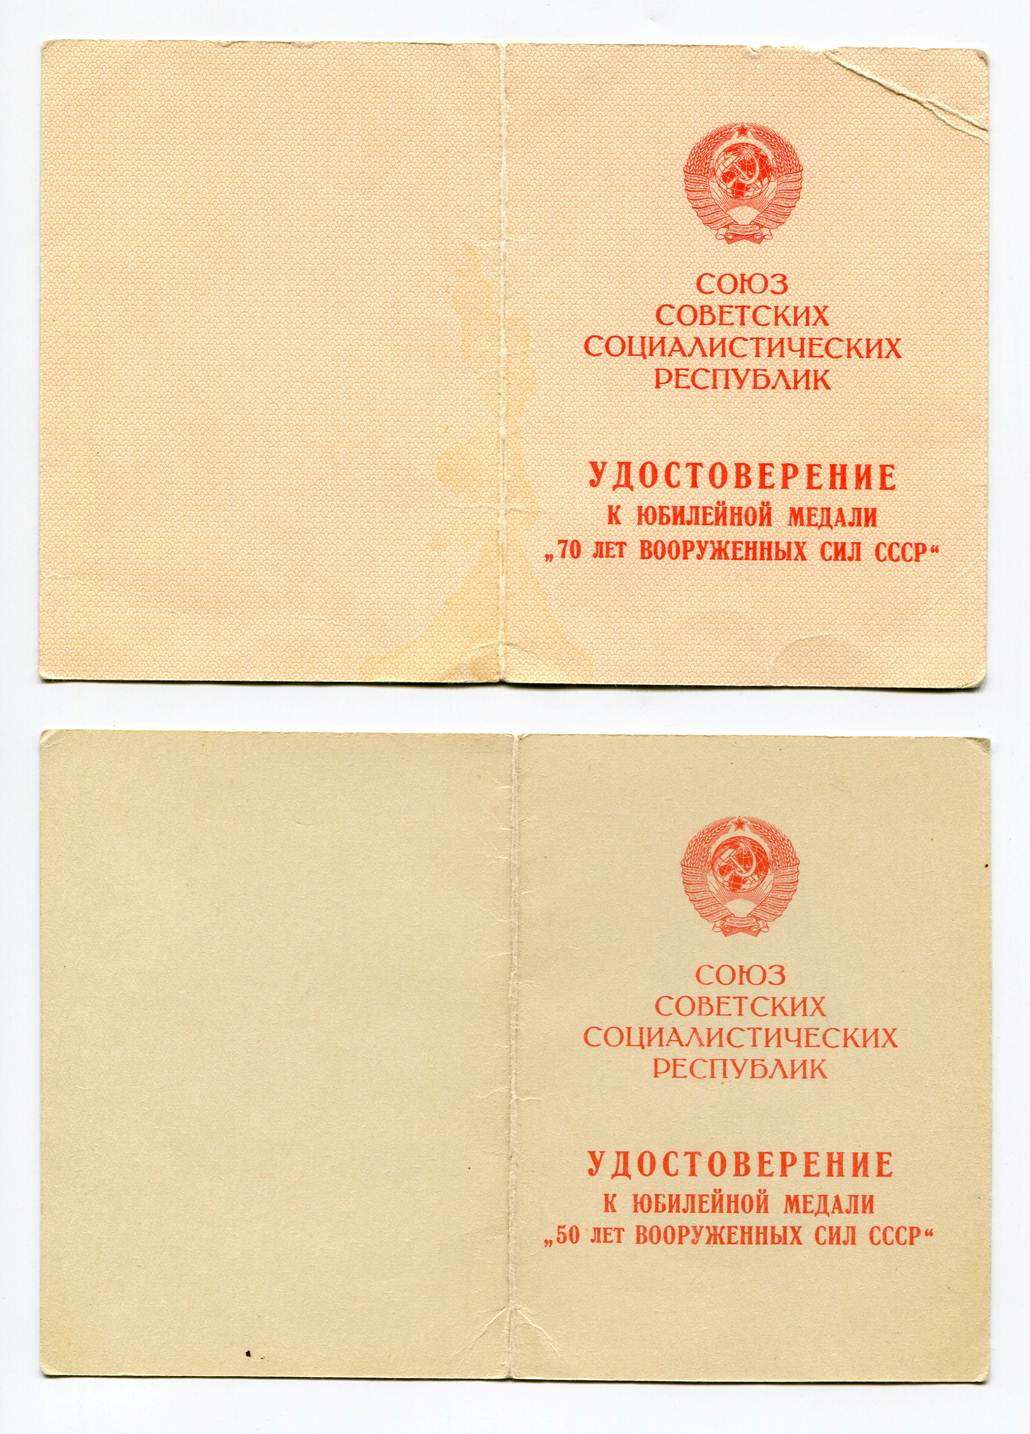 СОЮЗ
СОВЕТСКИХ
СОЦИАЛИСТИЧЕСКИХ
РЕСПУБЛИК
УДОСТОВЕРЕНИЕ
К ЮБИЛЕЙНОЙ МЕДАЛИ
„70 ЛЕТ ВООРУЖЕННЫХ СИЛ СССР“
СОЮЗ
СОВЕТСКИХ
СОЦИАЛИСТИЧЕСКИХ
РЕСПУБЛИК
УДОСТОВЕРЕНИЕ
К ЮБИЛЕЙНОЙ МЕДАЛИ
„50 ЛЕТ ВООРУЖЕННЫХ СИЛ СССР“